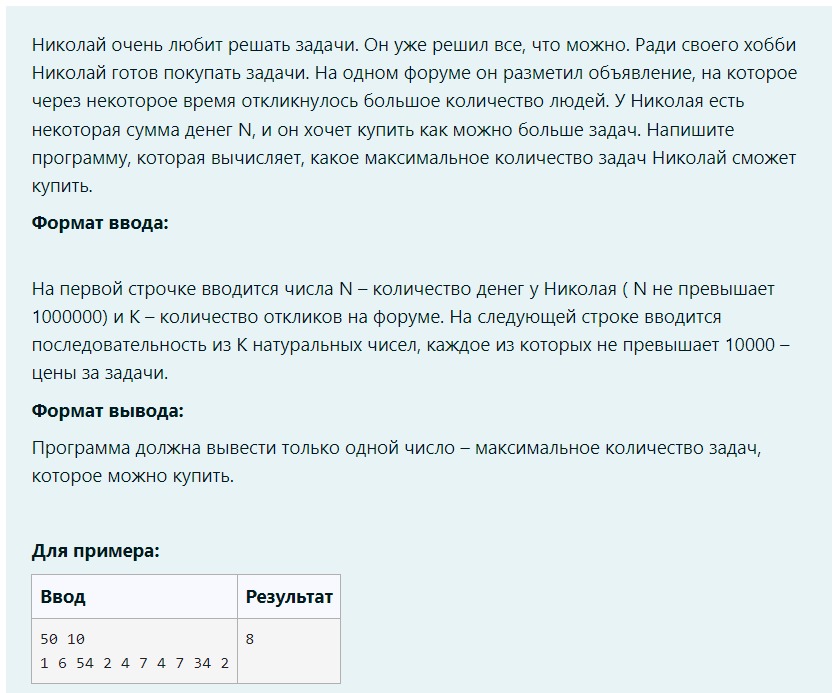 Николай очень любит решать задачи. Он уже решил все, что можно. Ради своего хобби
Николай готов покупать задачи. На одном форуме он разметил объявление, на которое
через некоторое время откликнулось большое количество людей. У Николая есть
некоторая сумма денег N, и он хочет купить как можно больше задач. Напишите
программу, которая вычисляет, какое максимальное количество задач Николай сможет
купить.
Формат ввода:
На первой строчке вводится числа N – количество денег у Николая ( N не превышает
1000000) и K – количество откликов на форуме. На следующей строке вводится
последовательность из K натуральных чисел, каждое из которых не превышает 10000 –
цены за задачи.
Формат вывода:
Программа должна вывести только одной число – максимальное количество задач,
которое можно купить.
Для примера:
Ввод Результат
50 10 8
1 6 54 2 4 7 4 7 34 2